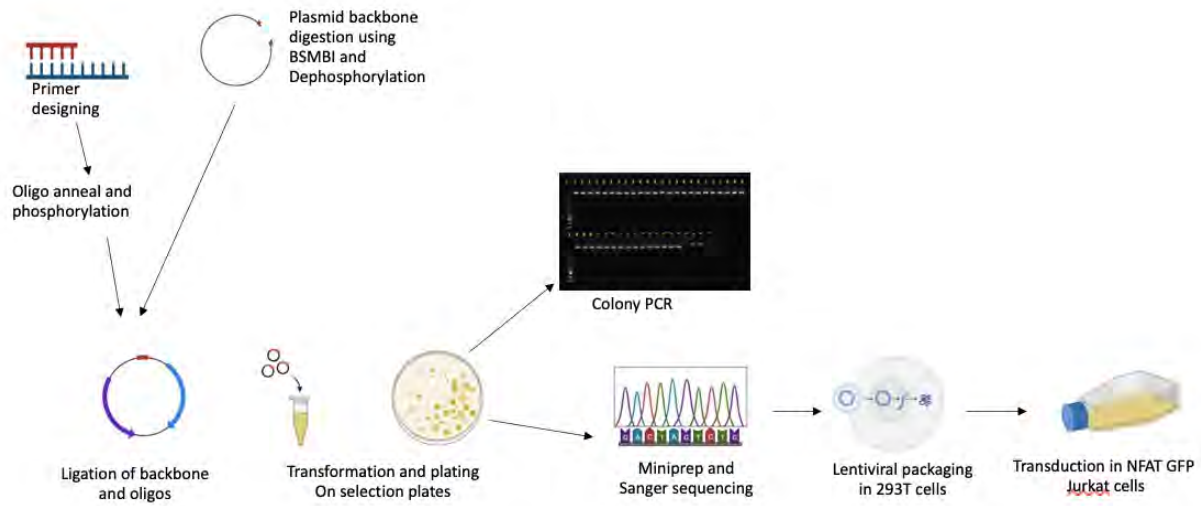 Primer
designing
Plasmid backbone
digestion using
BSMBI and
Dephosphorylation
Oligo anneal and
phosphorylation
Colony PCR
Ligation of backbone
and oligos
Transformation and plating
On selection plates
G A C T A G T C T G
Miniprep and
Sanger sequencing
Lentiviral packaging
in 293T cells
Transduction in NFAT GFP
Jurkat cells